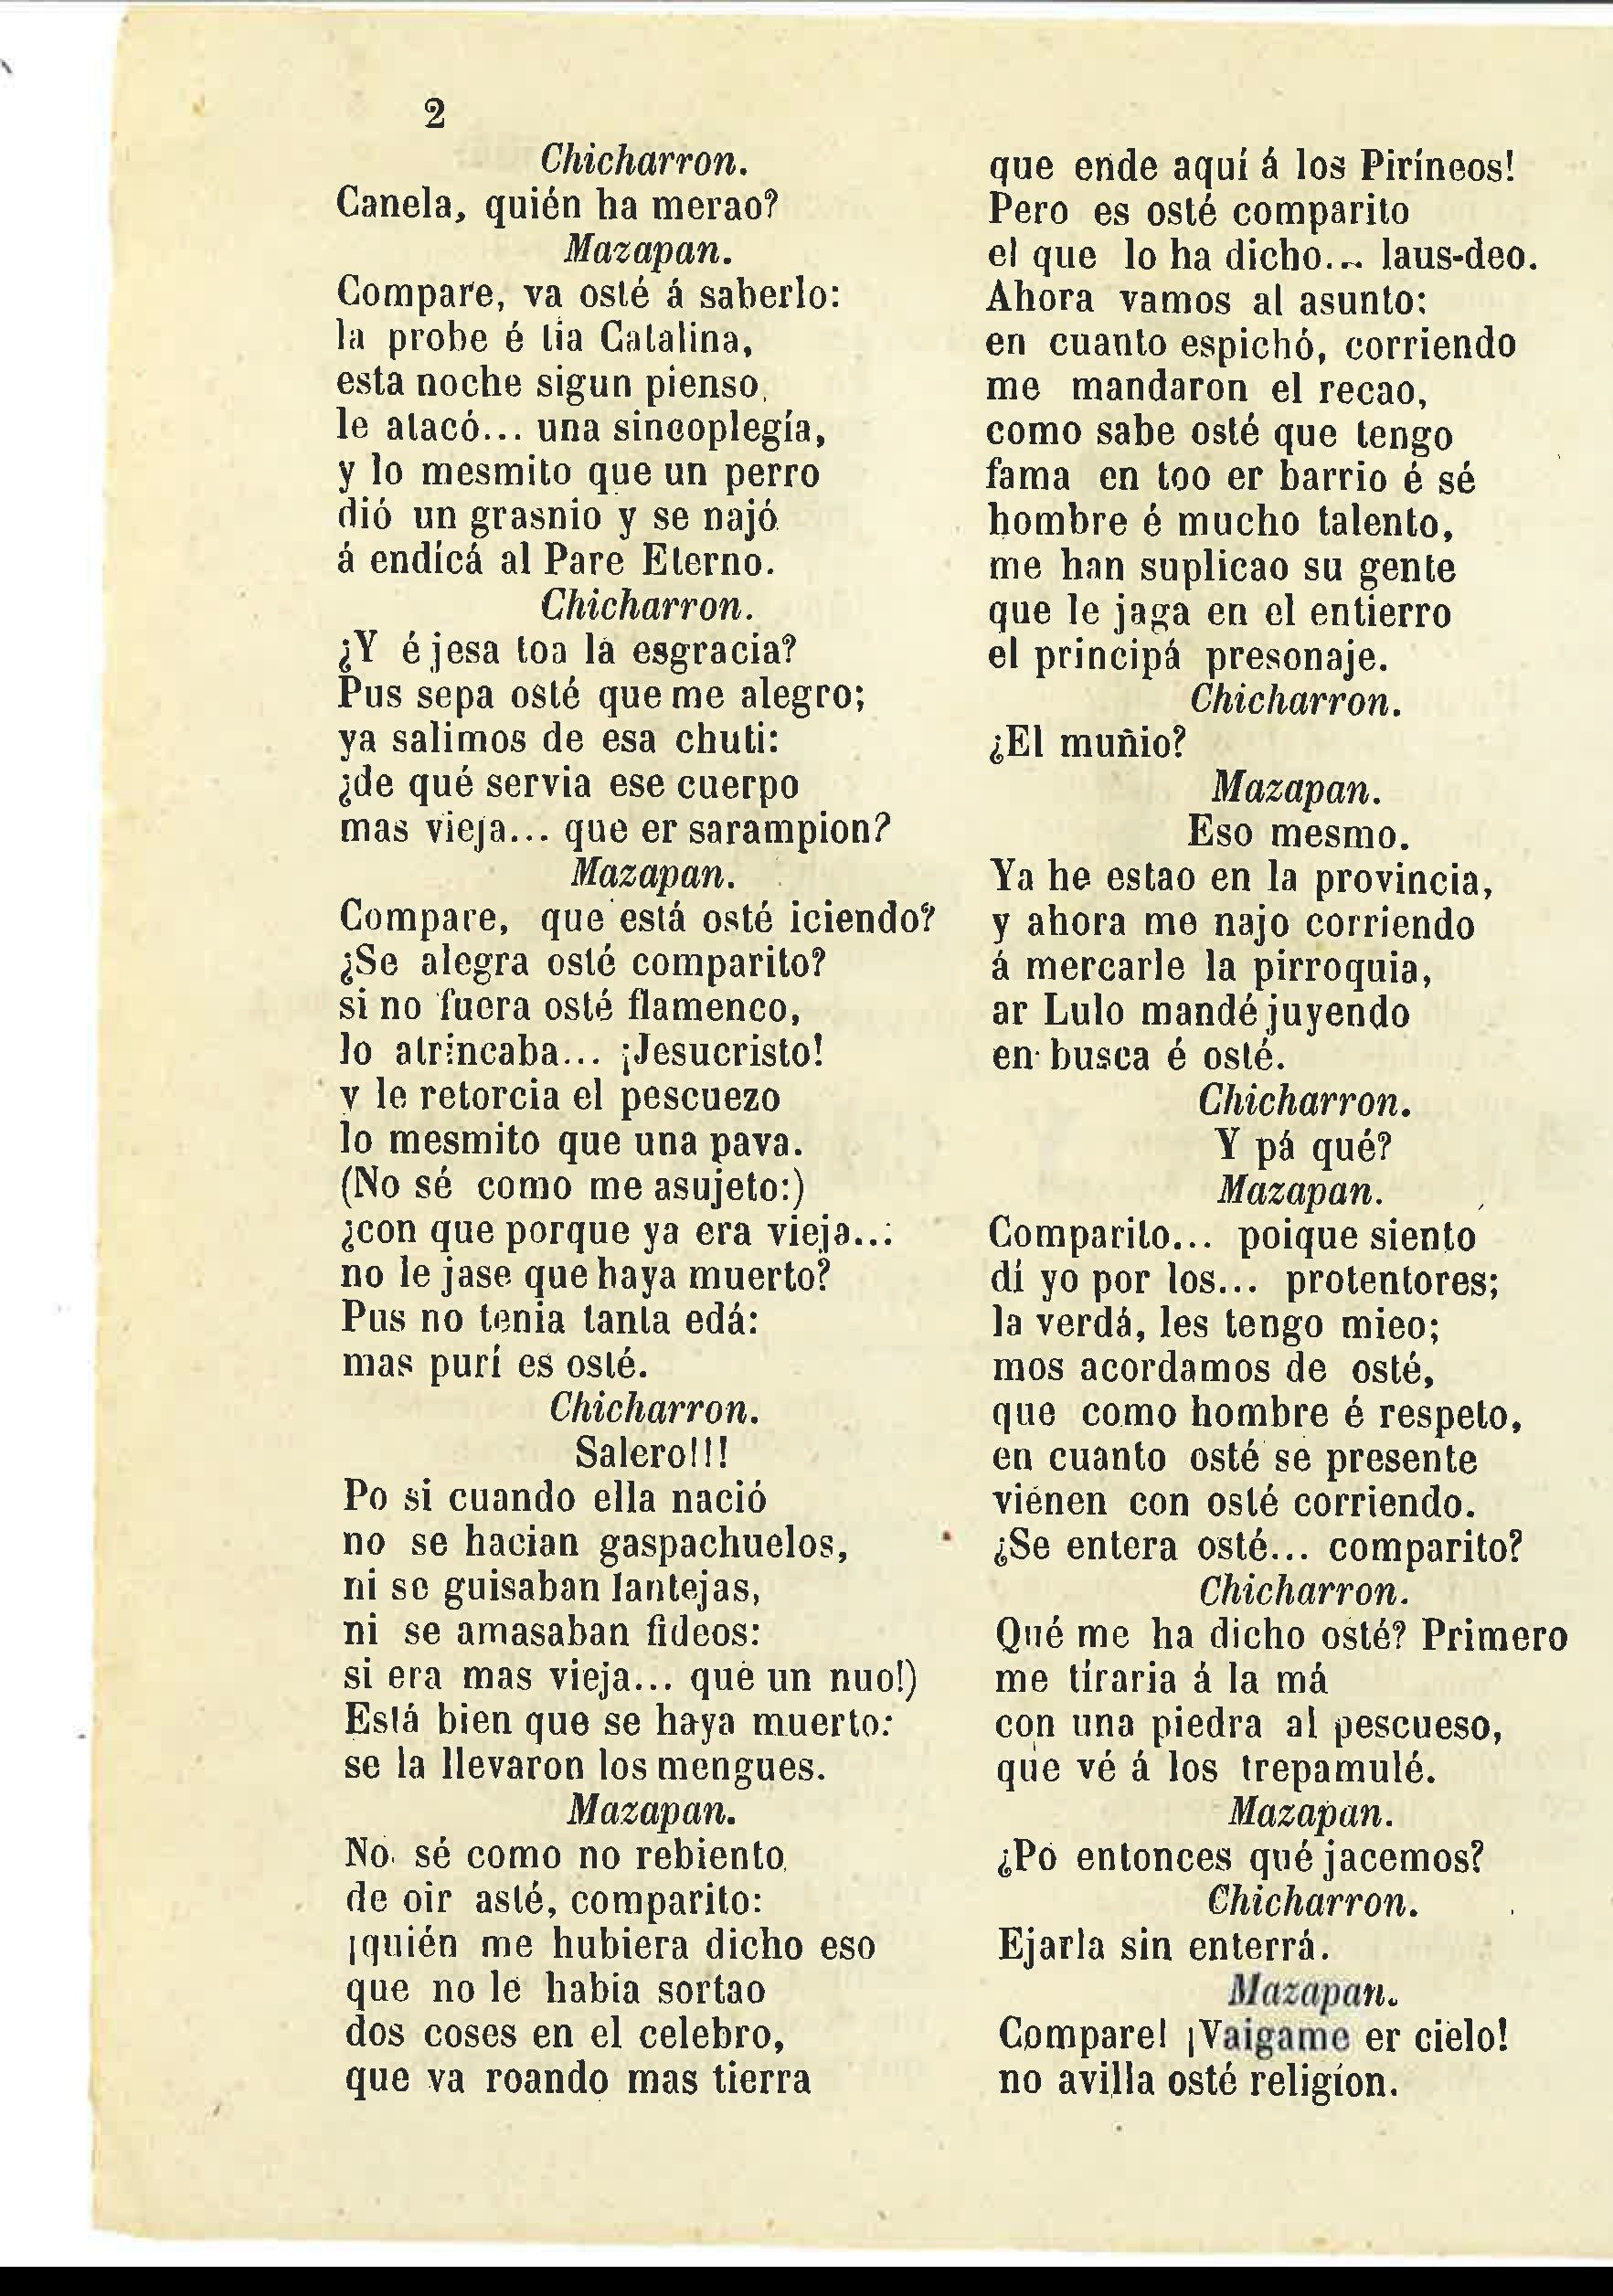 2
Chicharron.
Canela, quién ha merao?
Mazapan.
Compare, va osté á saberlo:
la probe é tia Catalina,
esta noche sigun pienso,
le atacó... una sincoplegía,
y lo mesmito que un perro
dió un grasnio y se najó
á endicá al Pare Eterno.
Chicharron.
¿Y é jesa toa la esgracia?
Pus sepa osté que me alegro;
ya salimos de esa chuti:
¿de qué servia ese cuerpo
mas vieja... que er sarampion?
Mazapan.
Compare, que está osté iciendo?
¿Se alegra osté comparito?
si no fuera osté flamenco,
lo atrincaba... ¡Jesucristo!
y le retorcia el pescuezo
lo mesmito que una pava.
(No sé como me asujeto:)
¿con que porque ya era vieja...
no le jase que haya muerto?
Pus no tenia tanta edá:
mas purí es osté.
Chicharron.
Salero!!!
Po si cuando ella nació
no se hacian gaspachuelos,
ni se guisaban lantejas,
ni se amasaban fideos:
si era mas vieja... que un nuo!)
Está bien que se haya muerto:
se la llevaron los mengues.
Mazapan.
No sé como no rebiento
de oir asté, comparito:
¡quién me hubiera dicho eso
que no le habia sortao
dos coses en el celebro,
que va roando mas tierra
que ende aquí á los Piríneos!
Pero es osté comparito
el que lo ha dicho... laus-deo.
Ahora vamos al asunto:
en cuanto espichó, corriendo
me mandaron el recao,
como sabe osté que tengo
fama en too er barrio é sé
hombre é mucho talento,
me han suplicao su gente
que le jaga en el entierro
el principá presonaje.
Chicharron.
¿El muñio?
Mazapan.
Eso mesmo.
Ya he estao en la provincia,
y ahora me najo corriendo
á mercarle la pirroquia,
ar Lulo mandé juyendo
en busca é osté.
Chicharron.
Y pá qué?
Mazapan.
Comparito... poique siento
dí yo por los... protentores;
la verdá, les tengo mieo;
mos acordamos de osté,
que como hombre é respeto,
en cuanto osté se presente
vienen con osté corriendo.
¿Se entera osté... comparito?
Chicharron.
Qué me ha dicho osté? Primero
me tiraria á la má
con una piedra al pescueso,
que vé á los trepamulé.
Mazapan.
¿Po entonces qué jacemos?
Chicharron.
Ejarla sin enterrá.
Mazapan.
Compare! ¡Vaigame er cielo!
no avilla osté religíon.